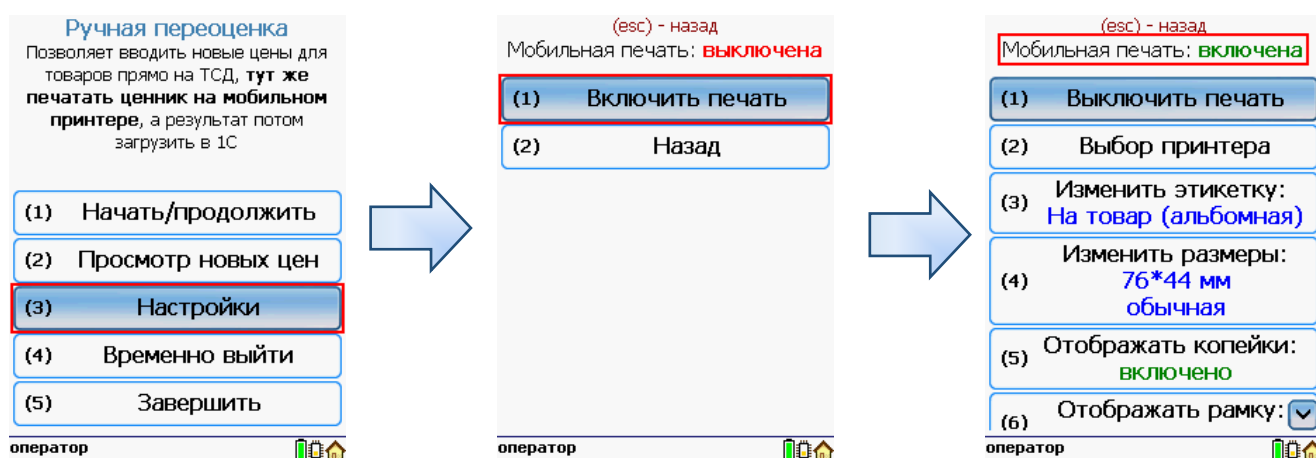 Ручная переоценка
Позволяет вводить новые цены для
товаров прямо на ТСД, тут же
печатать ценник на мобильном
принтере, а результат потом
загрузить в 1С
(1) Начать/продолжить
(2) Просмотр новых цен
(3) Настройки
(4) Временно выйти
(5) Завершить
оператор
(esc) - назад
Мобильная печать: выключена
(1) Включить печать
(2) Назад
оператор
(esc) - назад
Мобильная печать: включена
(1) Выключить печать
(2) Выбор принтера
(3) Изменить этикетку:
На товар (альбомная)
(4) Изменить размеры:
76*44 мм
обычная
(5) Отображать копейки:
включено
(6) Отображать рамку:
оператор